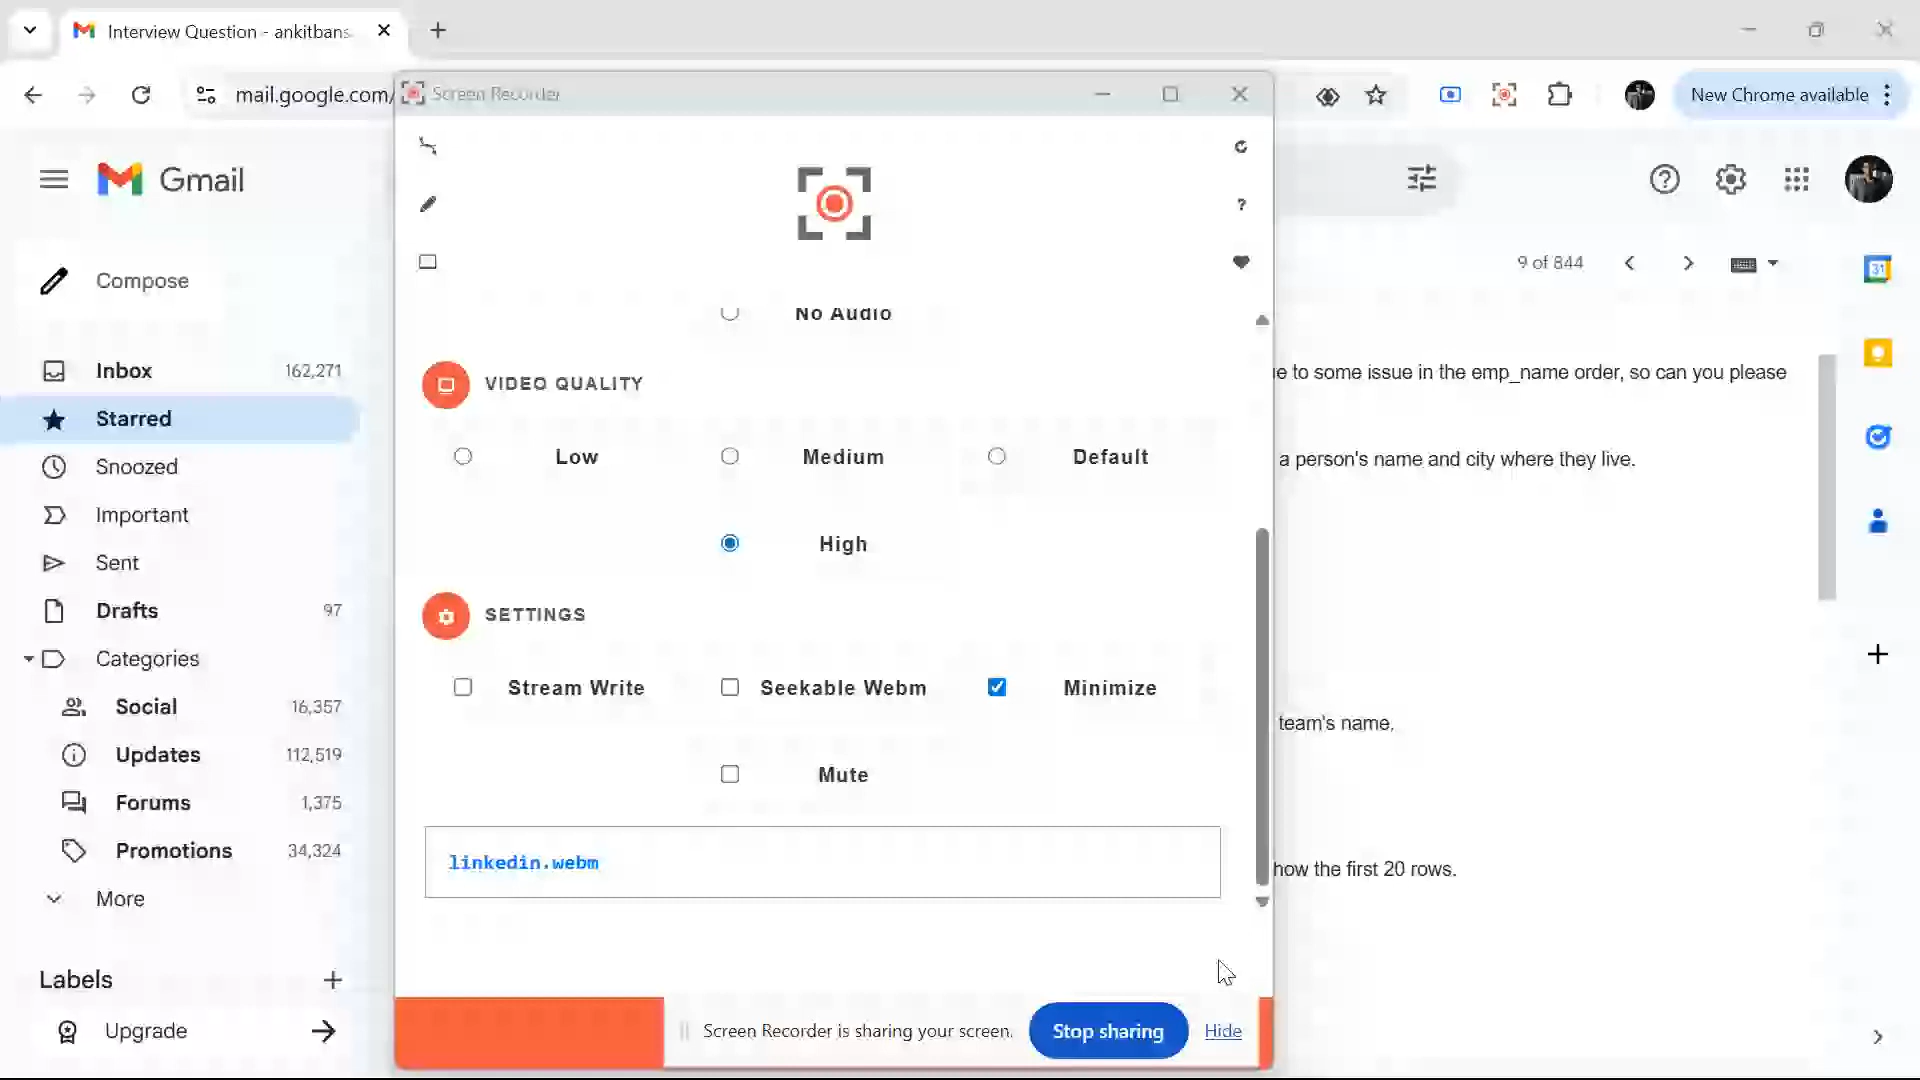 Interview Question - ankitbans
mail.google.com/
Screen Recorder
New Chrome available
Gmail
?
9 of 844
Compose
31
No Audio
Inbox 162,271
Starred
Snoozed
Important
Sent
Drafts 97
Categories
Social 16,357
Updates 112,519
Forums 1,375
Promotions 34,324
More
Labels
Upgrade
VIDEO QUALITY
Low
Medium
Default
High
SETTINGS
Stream Write
Seekable Webm
Minimize
Mute
linkedin.webm
Screen Recorder is sharing your screen.
Stop sharing
Hide
e to some issue in the emp_name order, so can you please
a person's name and city where they live.
team's name.
how the first 20 rows.